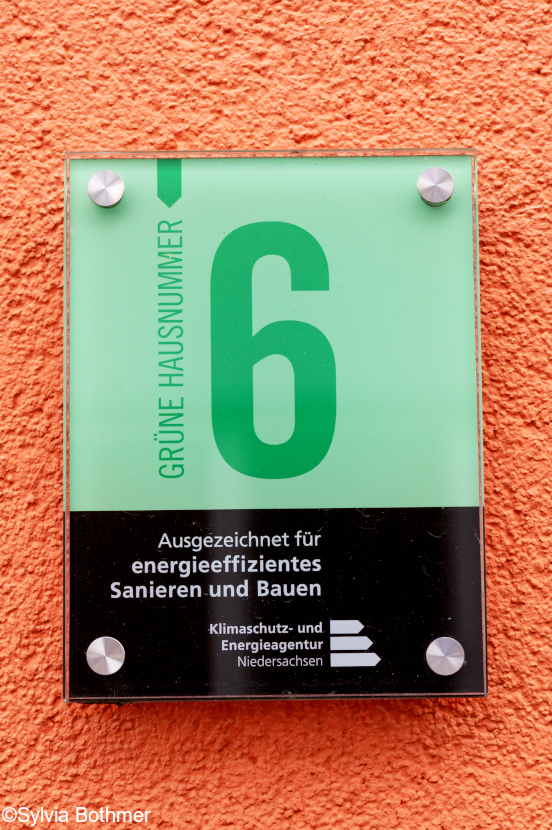 GRÜNE HAUSNUMMER
6
Ausgezeichnet für
energieeffizientes
Sanieren und Bauen
Klimaschutz- und
Energieagentur
Niedersachsen
©Sylvia Bothmer